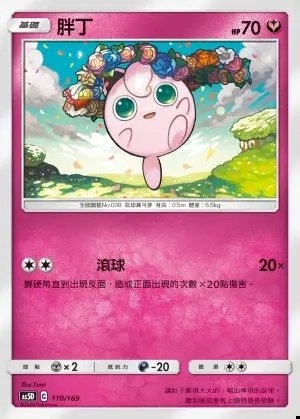 基礎 胖丁 HP70
全國圖鑑No.039 氣球寶可夢 身高：0.5m 體重：5.5kg
滾球 20×
擲硬幣直到出現反面，造成正面出現的次數×20點傷害。
弱點 ×2 抵抗力 -20 撤退
Illus.Yumi
AS5D C 110/169